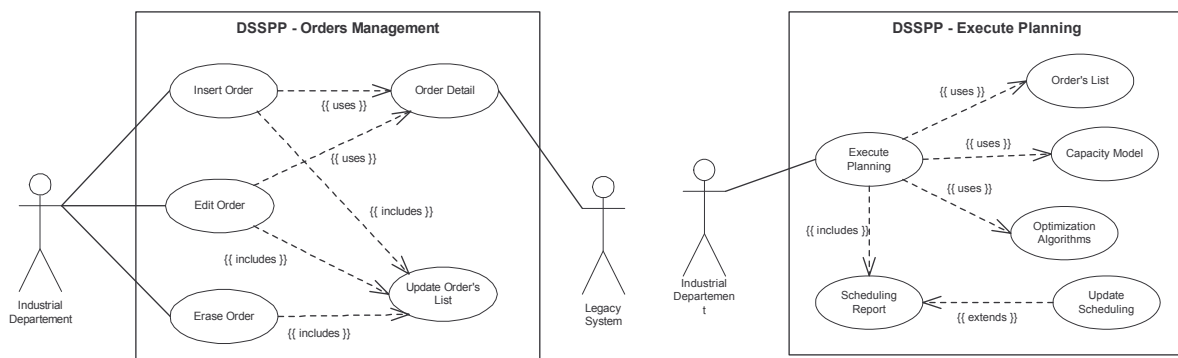 DSSPP - Orders Management
Insert Order
{{ uses }}
Order Detail
{{ uses }}
Edit Order
{{ includes }}
{{ includes }}
Update Order's
List
Erase Order
{{ includes }}
Industrial
Departement
Legacy
System
DSSPP - Execute Planning
Order's List
{{ uses }}
Execute
Planning
{{ uses }}
Capacity Model
{{ uses }}
{{ includes }}
Optimization
Algorithms
Industrial
Departemen
t
Scheduling
Report
{{ extends }}
Update
Scheduling